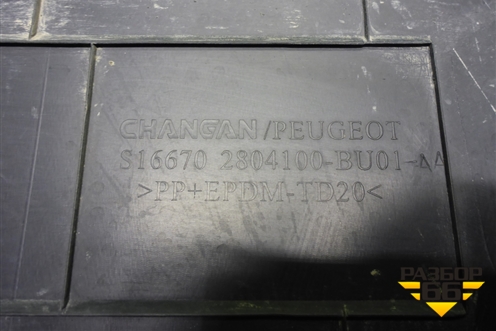 CHANGAN/PEUGEOT
S16670 2804100-BU01-AA
>PP+EPDM-TD20<
РАЗБОР
66